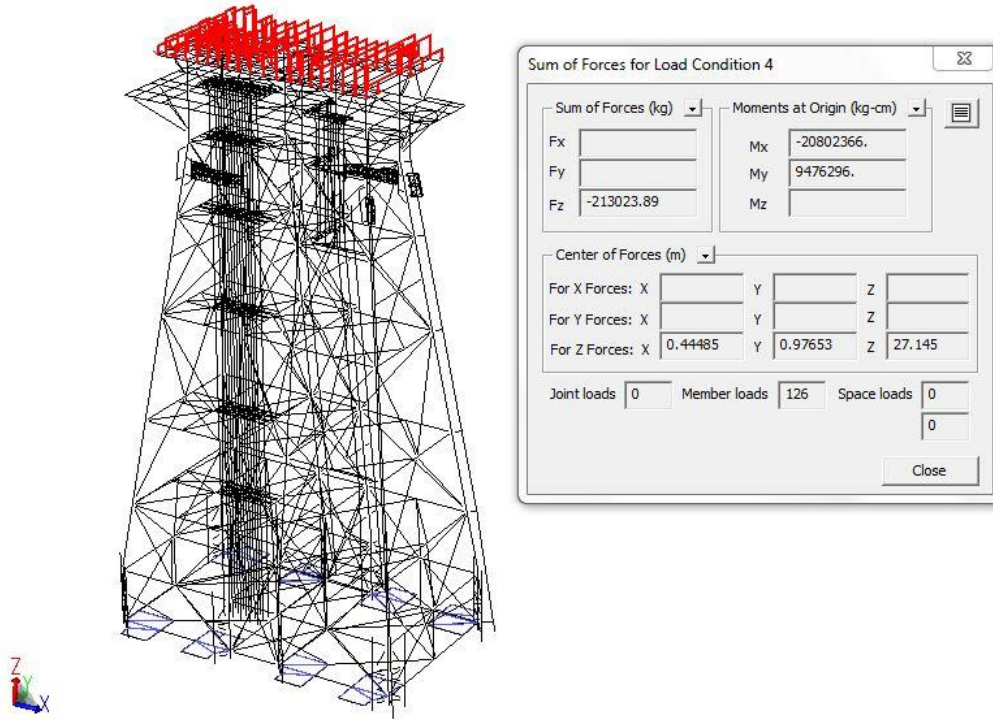 Sum of Forces for Load Condition 4
Sum of Forces (kg)
Moments at Origin (kg-cm)
Fx
Mx -20802366.
Fy
My 9476296.
Fz -213023.89
Mz
Center of Forces (m)
For X Forces: X Y Z
For Y Forces: X Y Z
For Z Forces: X 0.44485 Y 0.97653 Z 27.145
Joint loads 0 Member loads 126 Space loads 0
0
Close
Z
Y
X